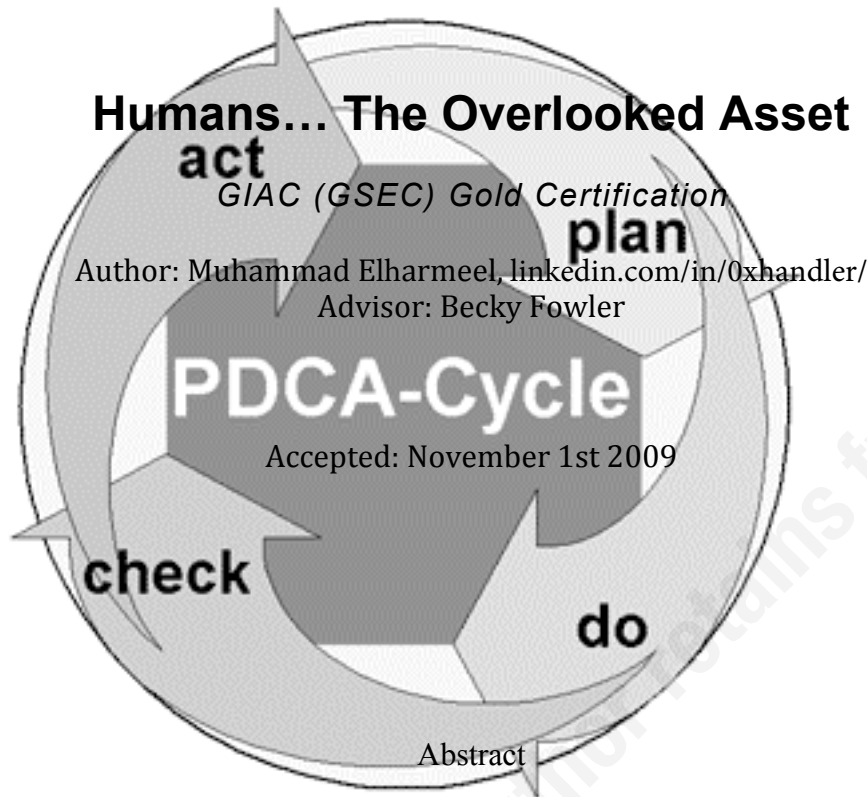 Humans… The Overlooked Asset
act
GIAC (GSEC) Gold Certification
plan
Author: Muhammad Elharmeel, linkedin.com/in/0xhandler/
Advisor: Becky Fowler
PDCA-Cycle
Accepted: November 1st 2009
check
do
Abstract
retains